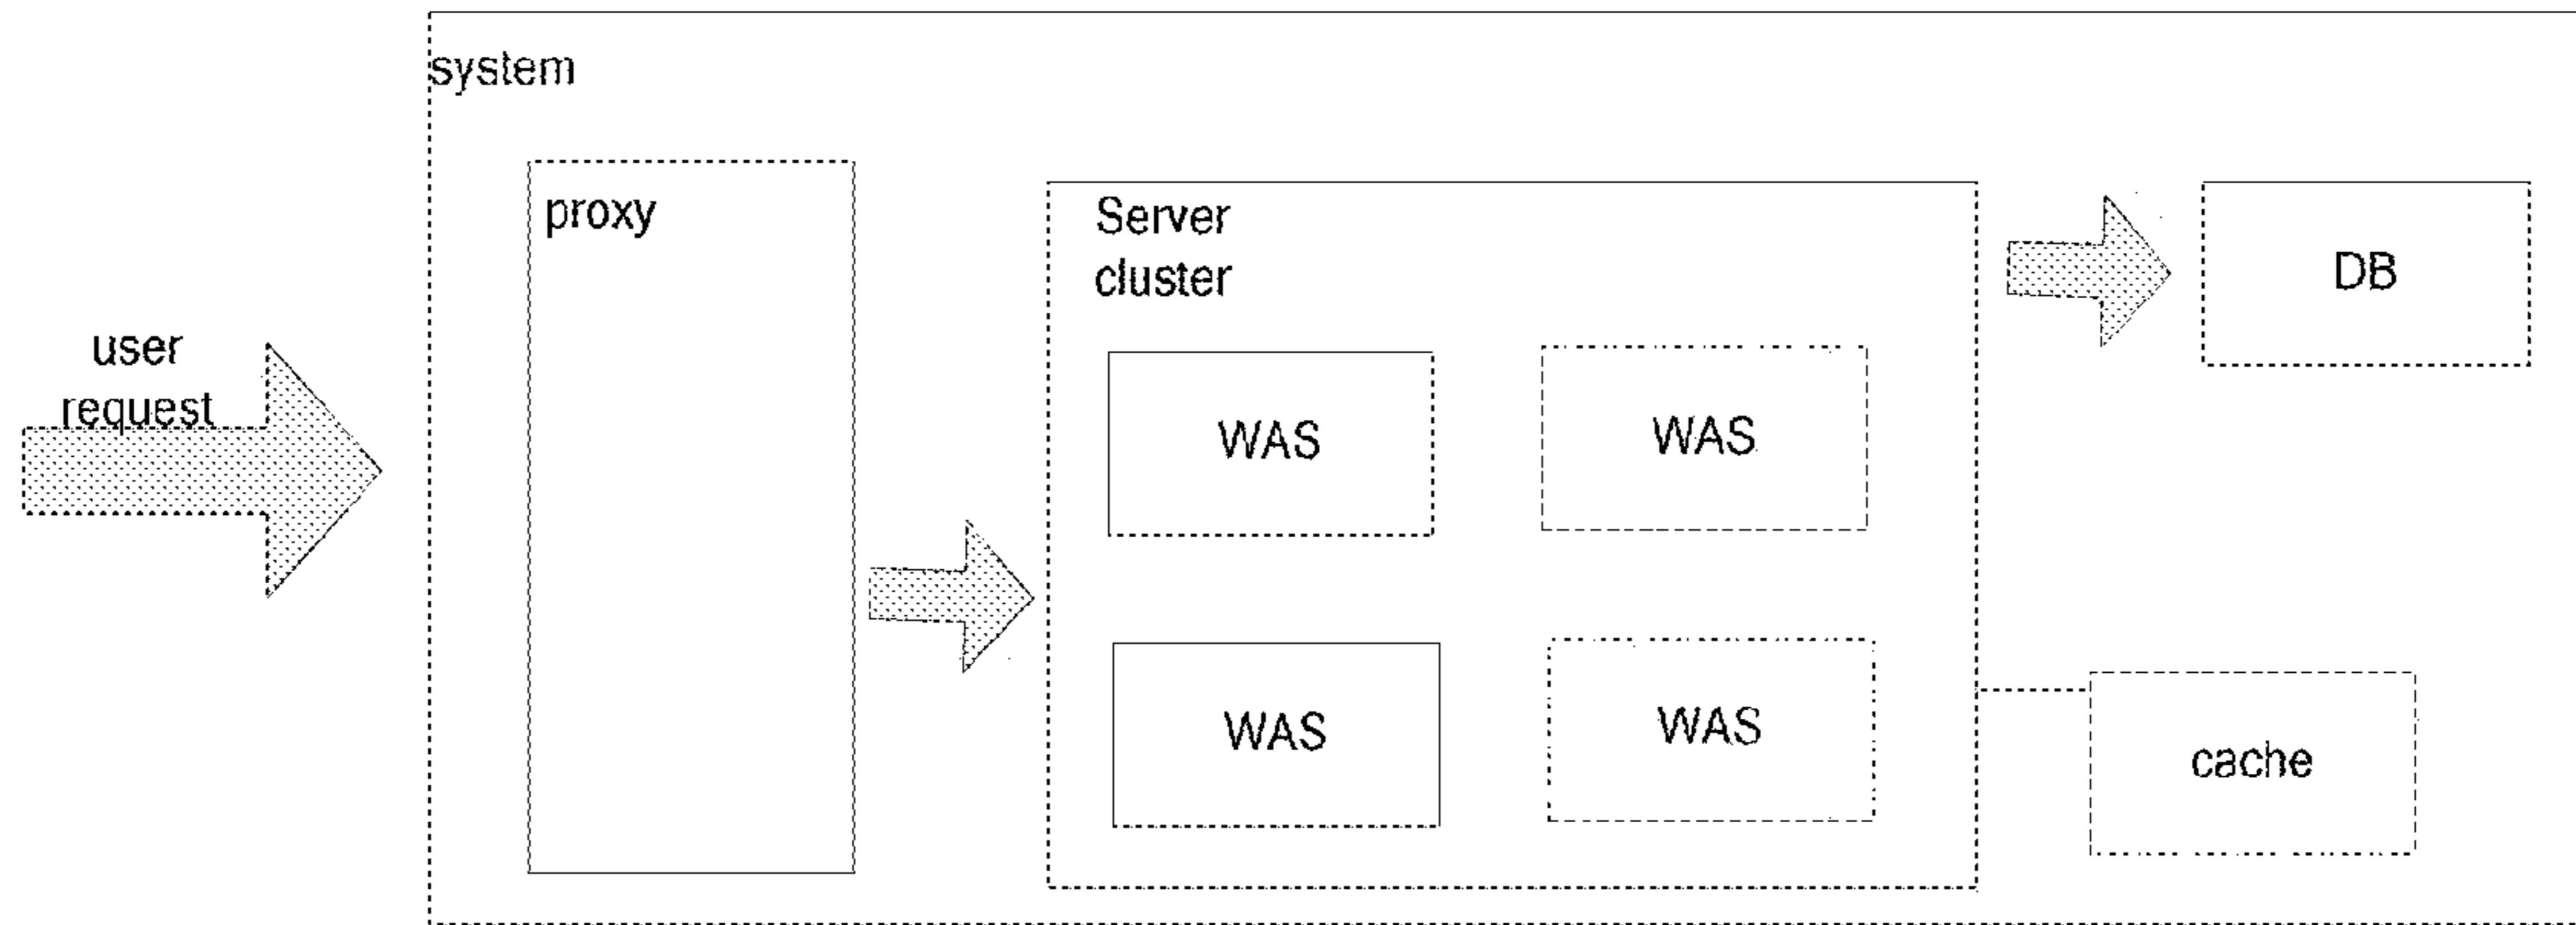 system
user
request
proxy
Server
cluster
WAS
WAS
WAS
WAS
DB
cache